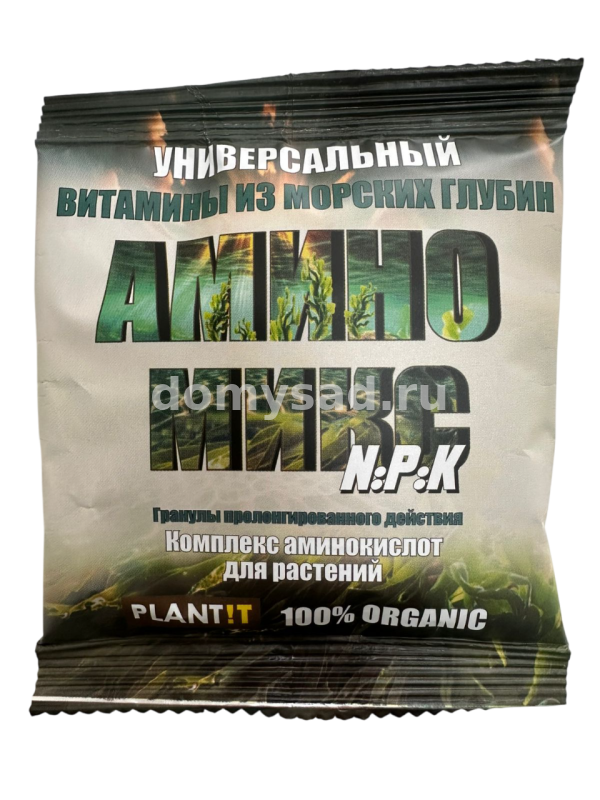 УНИВЕРСАЛЬНЫЙ
ВИТАМИНЫ ИЗ МОРСКИХ ГЛУБИН
АМИНО
domysad.ru
МИКС
N:P:K
Гранулы пролонгированного действия
Комплекс аминокислот
для растений
PLANT!T 100% ORGANIC